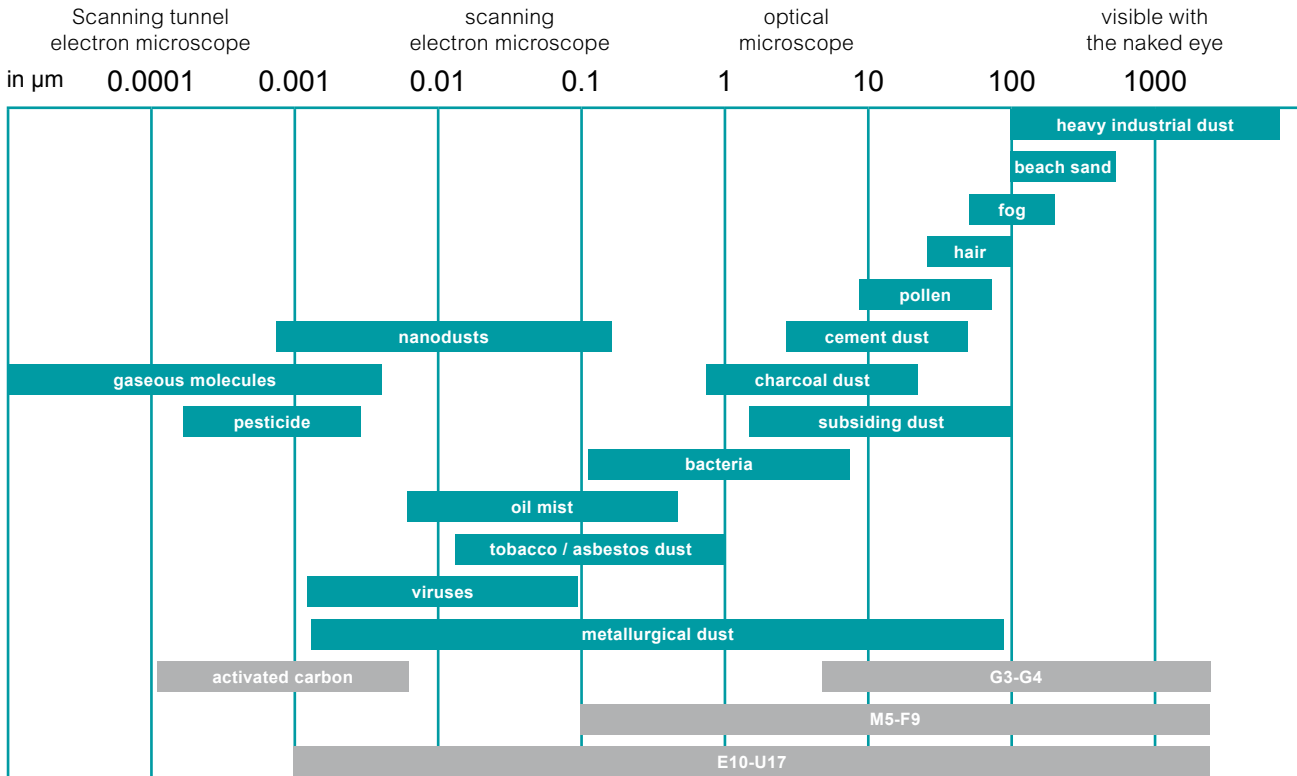 Scanning tunnel
electron microscope
scanning
electron microscope
optical
microscope
visible with
the naked eye
in µm 0.0001 0.001 0.01 0.1 1 10 100 1000
heavy industrial dust
beach sand
fog
hair
pollen
nanodusts cement dust
gaseous molecules charcoal dust
pesticide subsiding dust
bacteria
oil mist
tobacco / asbestos dust
viruses
metallurgical dust
activated carbon G3-G4
M5-F9
E10-U17